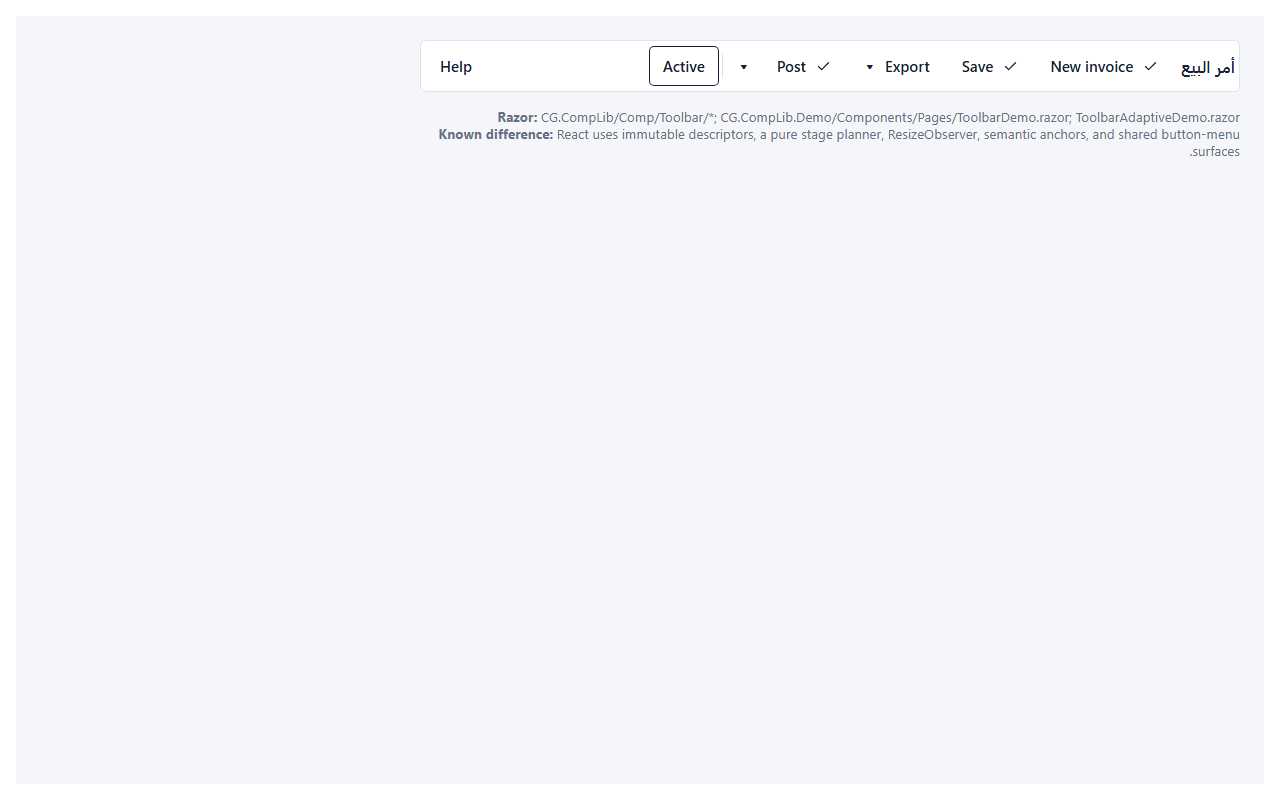 أمر البيع
New invoice
Save
Export
Post
Active
Help
Razor: CG.CompLib/Comp/Toolbar/*; CG.CompLib.Demo/Components/Pages/ToolbarDemo.razor; ToolbarAdaptiveDemo.razor
Known difference: React uses immutable descriptors, a pure stage planner, ResizeObserver, semantic anchors, and shared button-menu
surfaces.